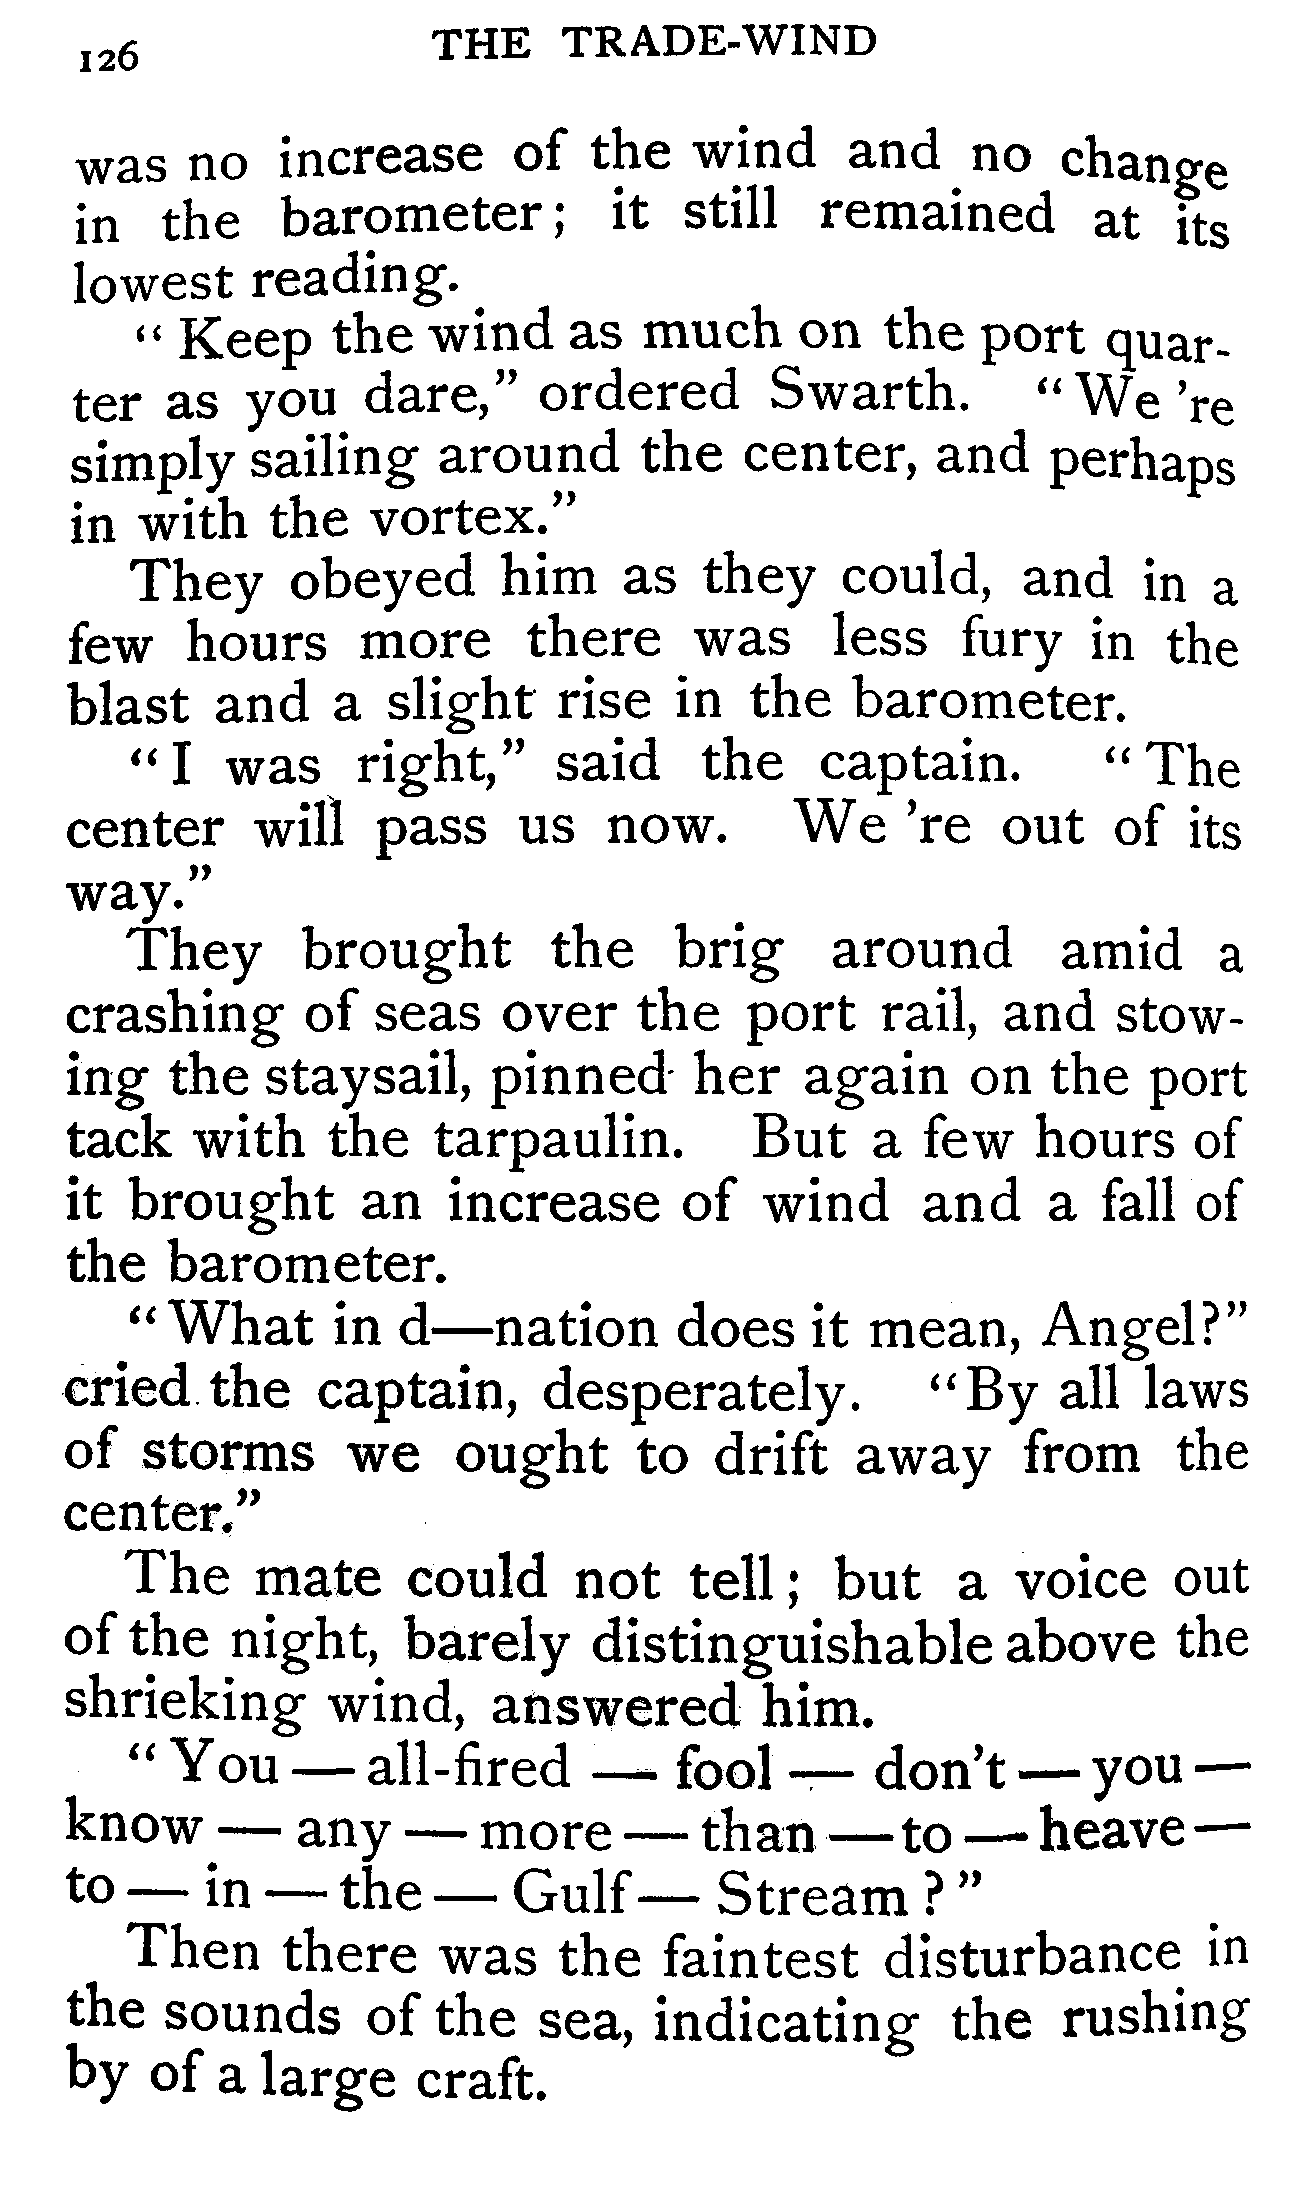 126 THE TRADE-WIND
was no increase of the wind and no change
in the barometer; it still remained at its
lowest reading.
"Keep the wind as much on the port quar-
ter as you dare," ordered Swarth. "We 're
simply sailing around the center, and perhaps
in with the vortex."
They obeyed him as they could, and in a
few hours more there was less fury in the
blast and a slight rise in the barometer.
"I was right," said the captain. "The
center will pass us now. We 're out of its
way."
They brought the brig around amid a
crashing of seas over the port rail, and stow-
ing the staysail, pinned her again on the port
tack with the tarpaulin. But a few hours of
it brought an increase of wind and a fall of
the barometer.
"What in d—nation does it mean, Angel?"
cried the captain, desperately. "By all laws
of storms we ought to drift away from the
center."
The mate could not tell; but a voice out
of the night, barely distinguishable above the
shrieking wind, answered him.
"You — all-fired — fool — don't — you —
know — any — more — than — to — heave —
to — in — the — Gulf — Stream?"
Then there was the faintest disturbance in
the sounds of the sea, indicating the rushing
by of a large craft.